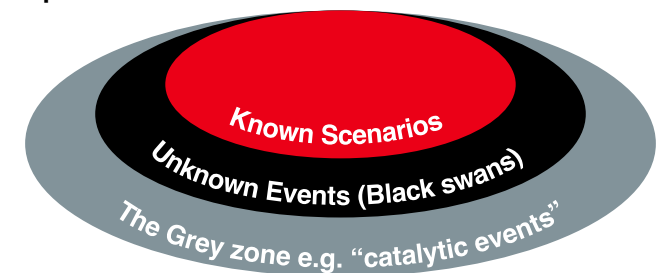 Known Scenarios
Unknown Events (Black swans)
The Grey zone e.g. “catalytic events”